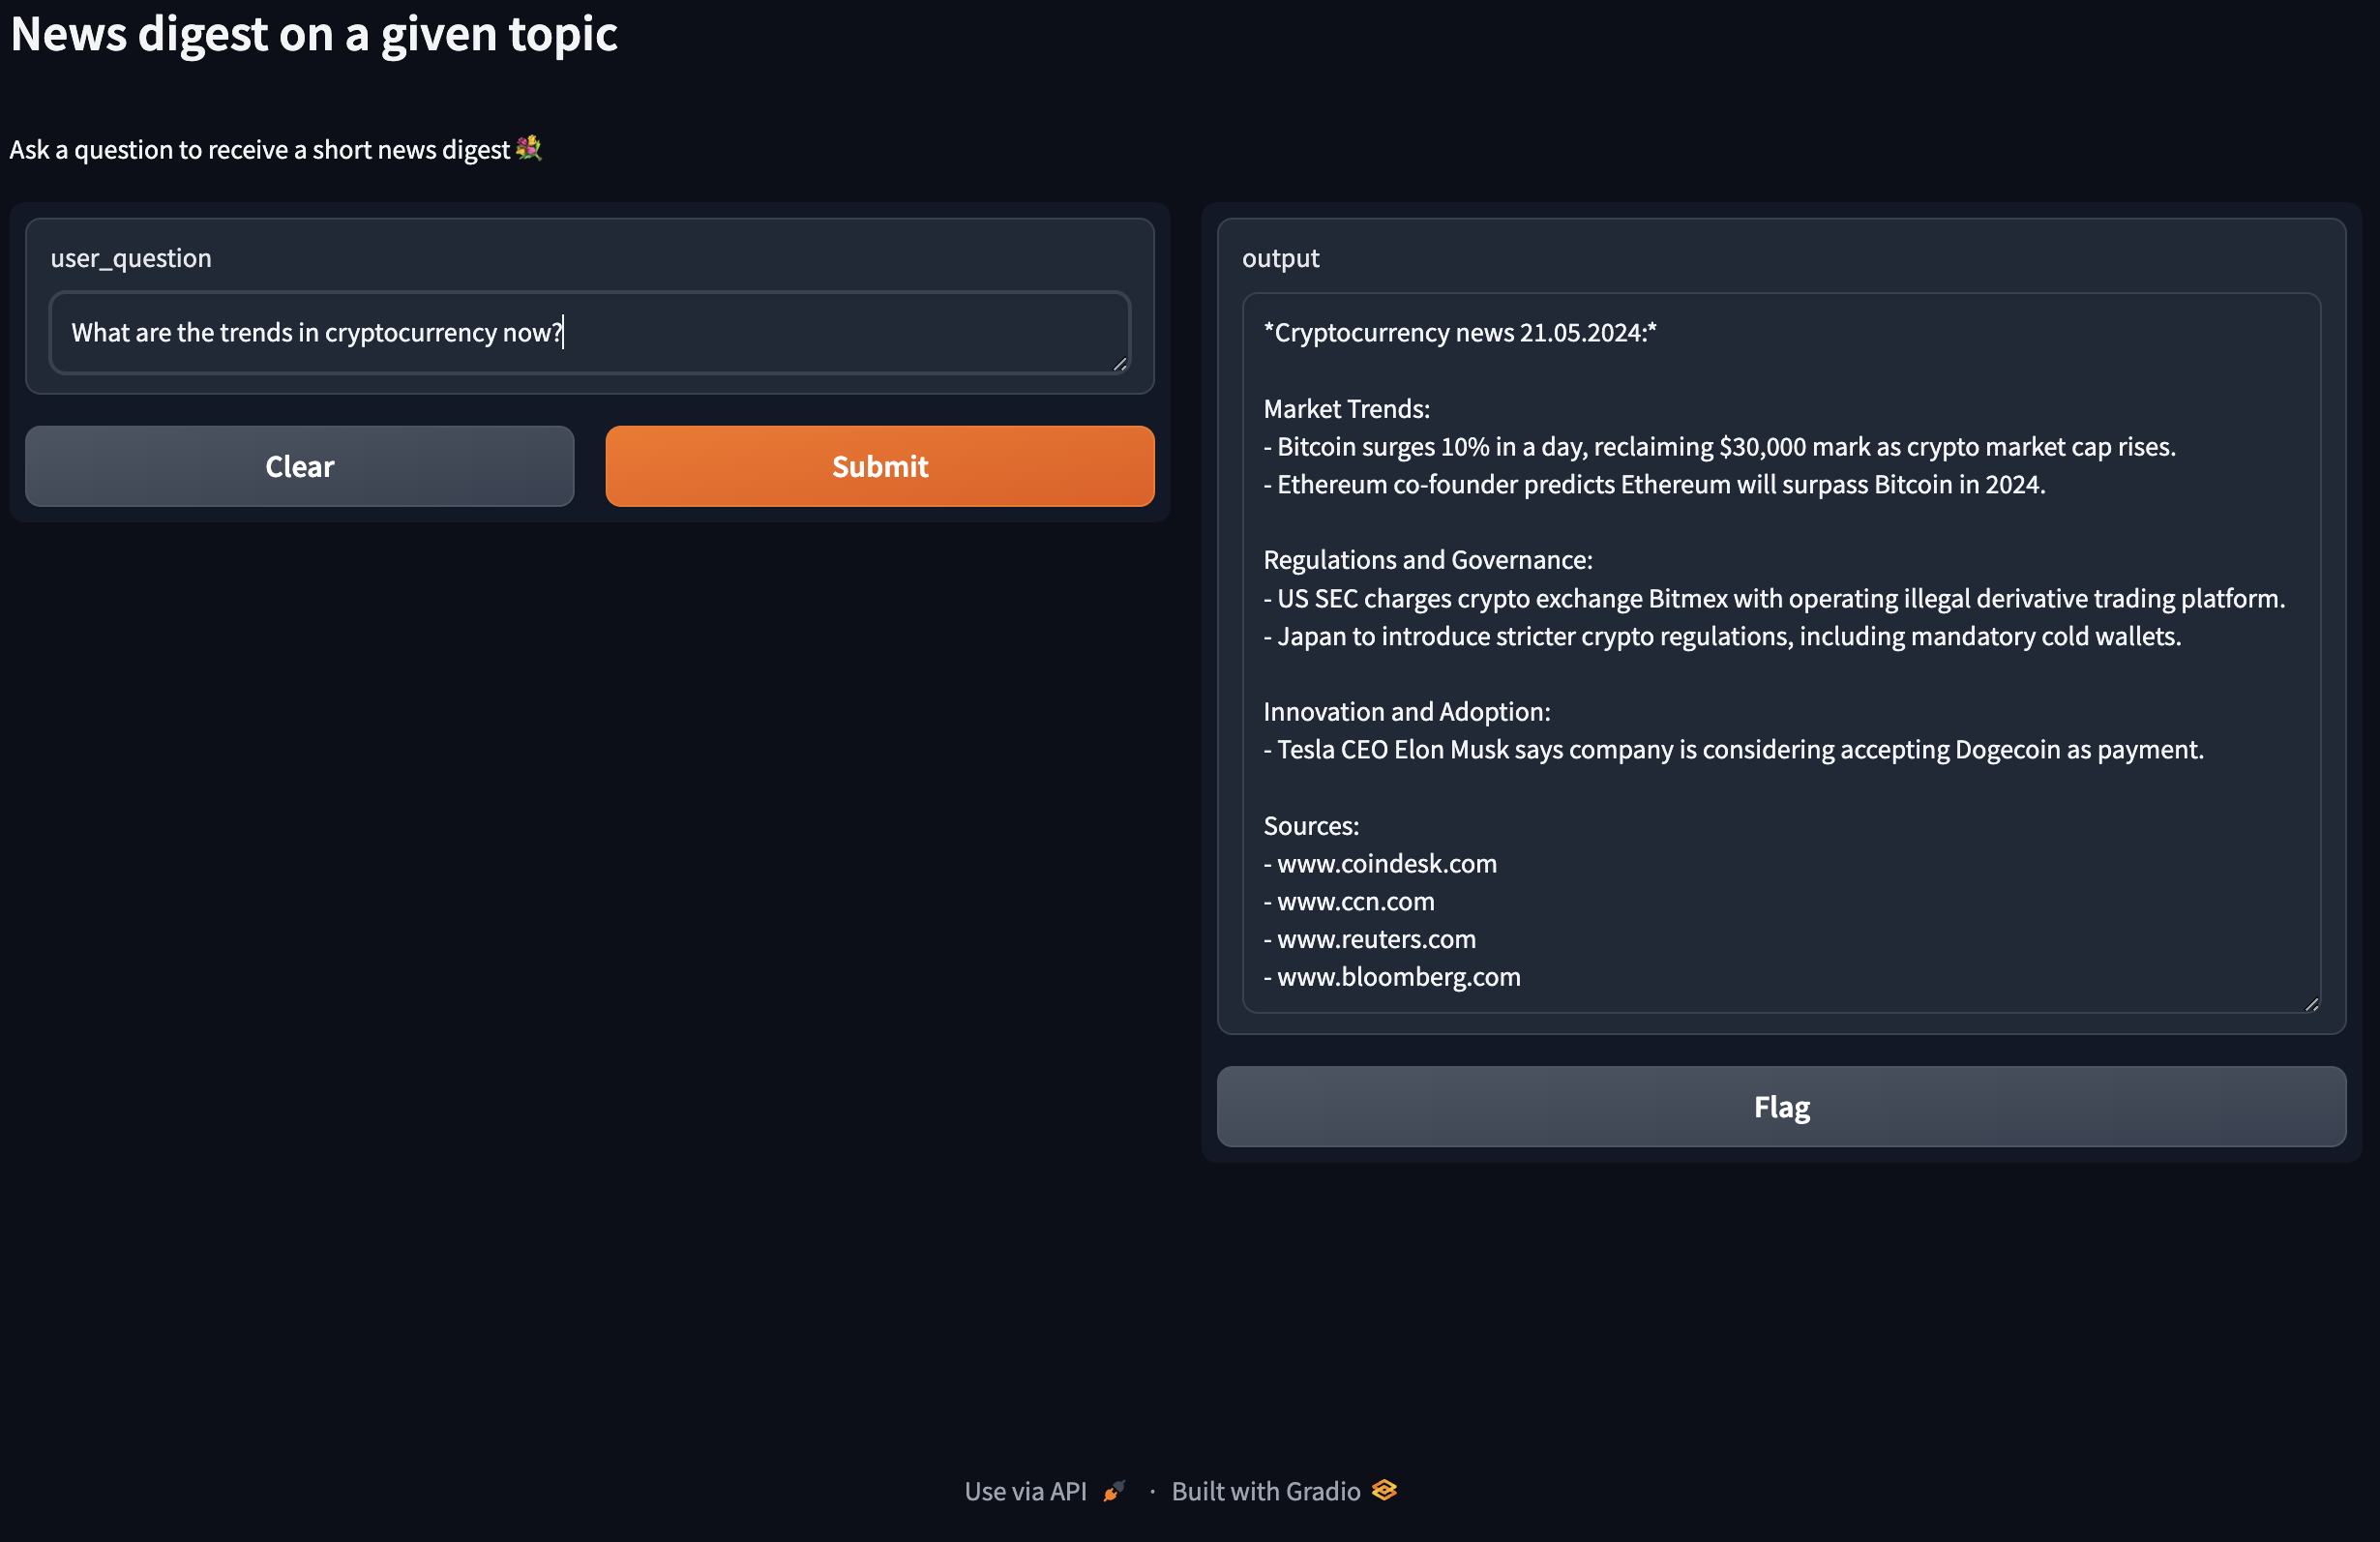 News digest on a given topic
Ask a question to receive a short news digest 💐
user_question
What are the trends in cryptocurrency now?
Clear
Submit
output
*Cryptocurrency news 21.05.2024:*
Market Trends:
- Bitcoin surges 10% in a day, reclaiming $30,000 mark as crypto market cap rises.
- Ethereum co-founder predicts Ethereum will surpass Bitcoin in 2024.
Regulations and Governance:
- US SEC charges crypto exchange Bitmex with operating illegal derivative trading platform.
- Japan to introduce stricter crypto regulations, including mandatory cold wallets.
Innovation and Adoption:
- Tesla CEO Elon Musk says company is considering accepting Dogecoin as payment.
Sources:
- www.coindesk.com
- www.ccn.com
- www.reuters.com
- www.bloomberg.com
Flag
Use via API · Built with Gradio